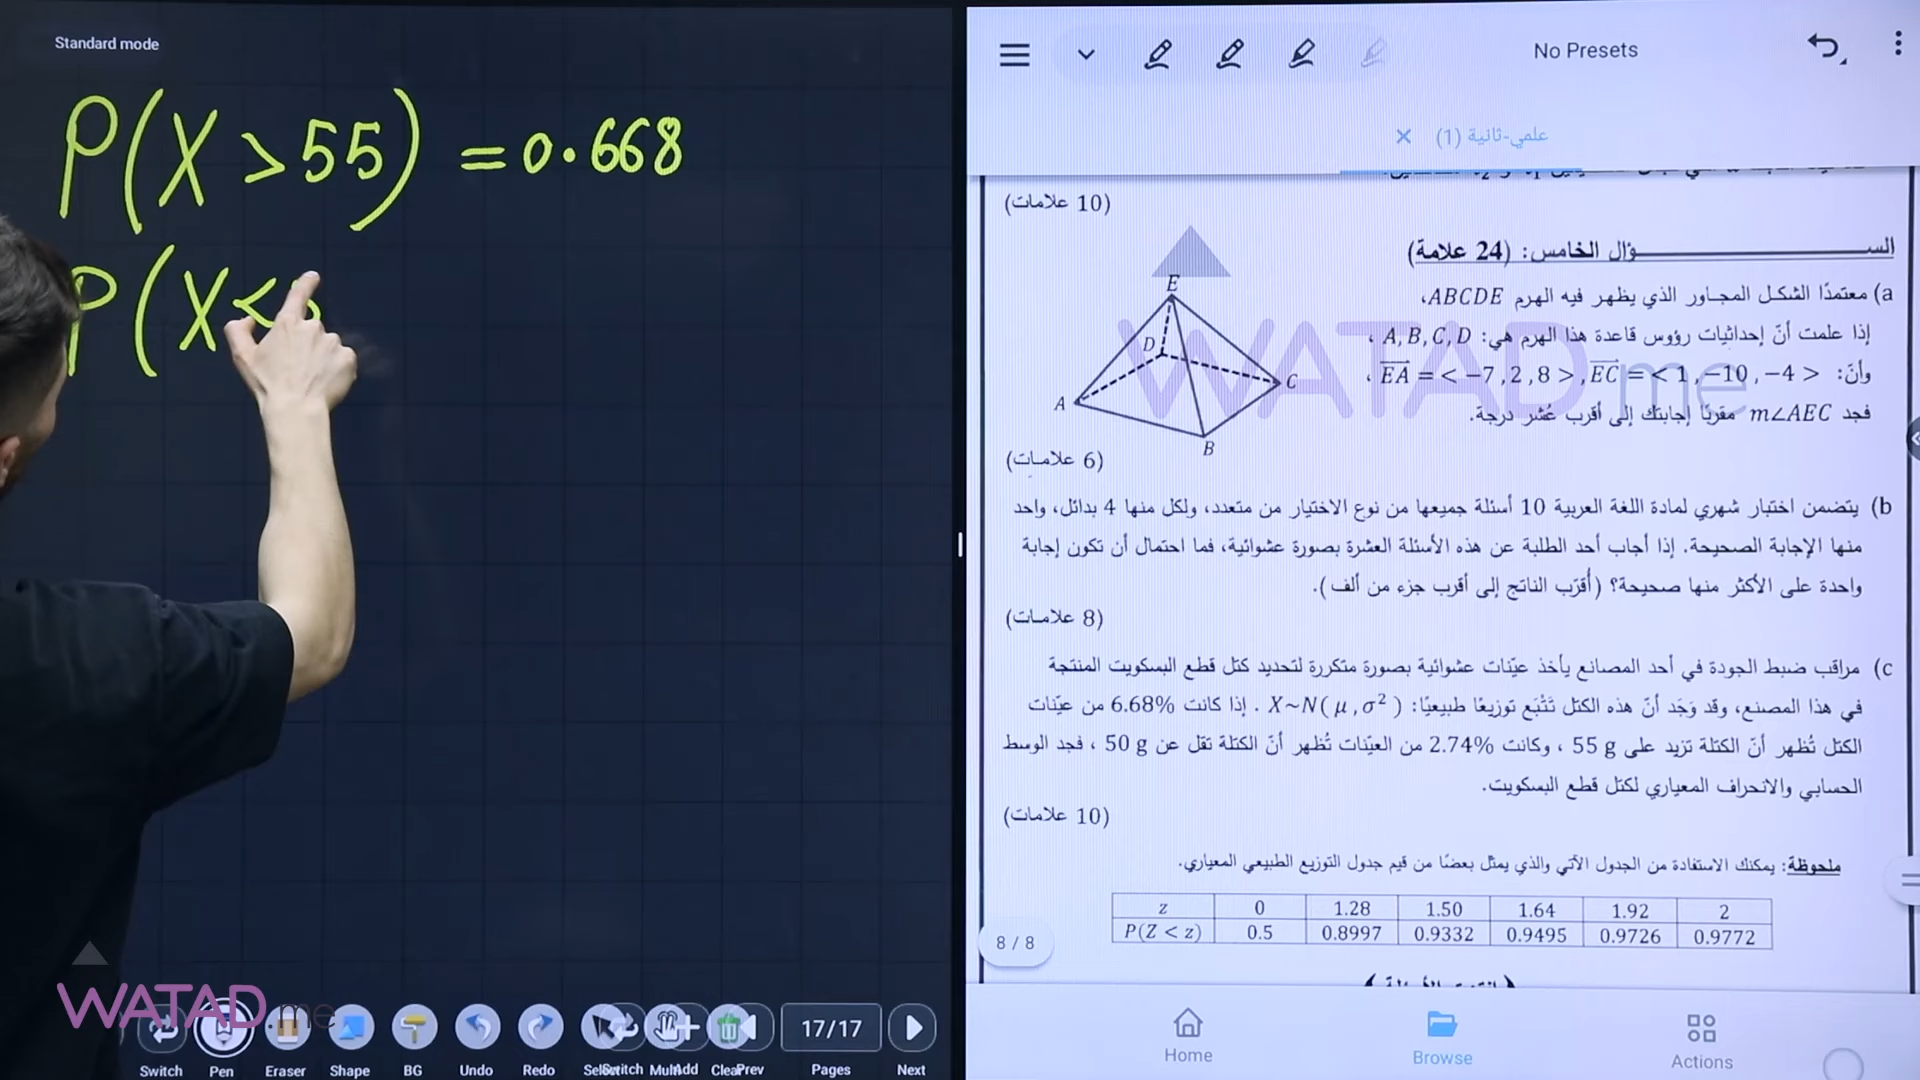 Standard mode
P(X > 55) = 0.668
P(X <
No Presets
علمي-ثانية (1)
(10 علامات)
الســـــؤال الخامس: (24 علامة)
a) معتمدًا الشكل المجاور الذي يظهر فيه الهرم ABCDE،
إذا علمت أنّ إحداثيات رؤوس قاعدة هذا الهرم هي: A, B, C, D ،
وأنّ: EA = < −7 , 2 , 8 > , EC = < 1 , −10 , −4 > ،
فجد m∠AEC مقربًا إجابتك إلى أقرب عُشر درجة.
E
D
C
A
B
(6 علامات)
b) يتضمن اختبار شهري لمادة اللغة العربية 10 أسئلة جميعها من نوع الاختيار من متعدد، ولكل منها 4 بدائل، واحد
منها الإجابة الصحيحة. إذا أجاب أحد الطلبة عن هذه الأسئلة العشرة بصورة عشوائية، فما احتمال أن تكون إجابة
واحدة على الأكثر منها صحيحة؟ (أُقرّب الناتج إلى أقرب جزء من ألف).
(8 علامات)
c) مراقب ضبط الجودة في أحد المصانع يأخذ عيّنات عشوائية بصورة متكررة لتحديد كتل قطع البسكويت المنتجة
في هذا المصنع، وقد وَجَد أنّ هذه الكتل تَتْبَع توزيعًا طبيعيًا: X~N( μ , σ² ) . إذا كانت 6.68% من عيّنات
الكتل تُظهر أنّ الكتلة تزيد على 55 g ، وكانت 2.74% من العيّنات تُظهر أنّ الكتلة تقل عن 50 g ، فجد الوسط
الحسابي والانحراف المعياري لكتل قطع البسكويت.
(10 علامات)
ملحوظة: يمكنك الاستفادة من الجدول الآتي والذي يمثل بعضًا من قيم جدول التوزيع الطبيعي المعياري.
z 0 1.28 1.50 1.64 1.92 2
P(Z < z) 0.5 0.8997 0.9332 0.9495 0.9726 0.9772
8 / 8
WATAD.me
WATAD me
17/17
Switch Pen Eraser Shape BG Undo Redo Switch Add Clear Prev Pages Next
Home Browse Actions